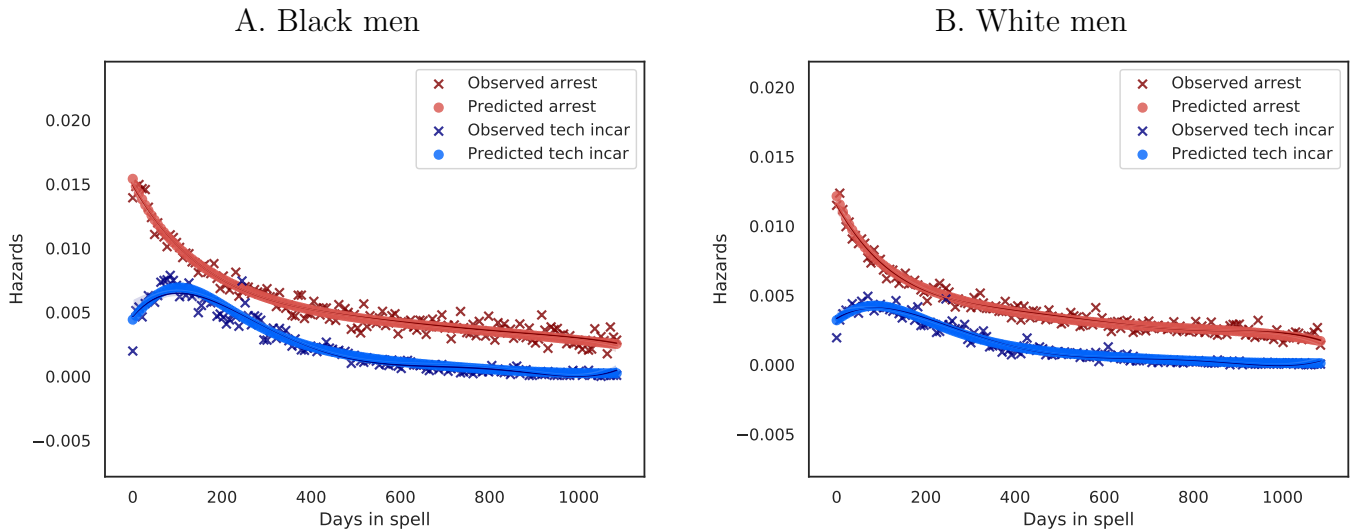 A. Black men
Observed arrest
Predicted arrest
Observed tech incar
Predicted tech incar
0.020
0.015
0.010
0.005
0.000
−0.005
Hazards
0
200
400
600
800
1000
Days in spell
B. White men
Observed arrest
Predicted arrest
Observed tech incar
Predicted tech incar
0.020
0.015
0.010
0.005
0.000
−0.005
Hazards
0
200
400
600
800
1000
Days in spell